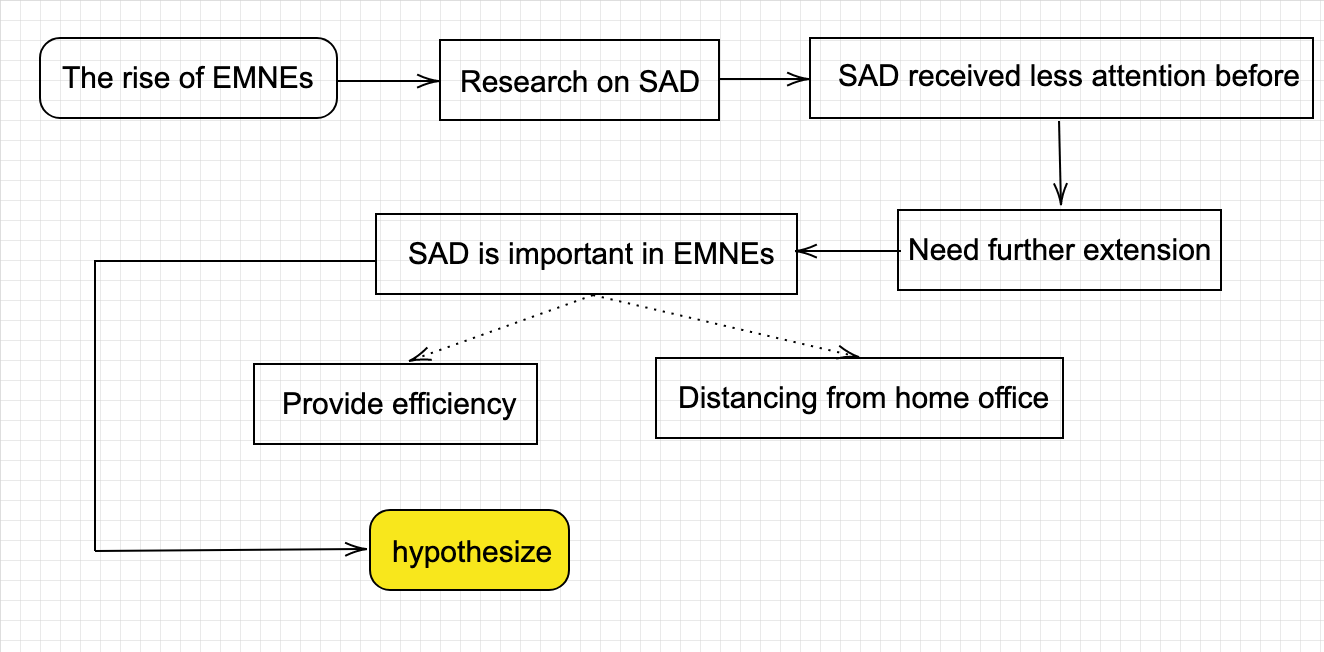 The rise of EMNEs
Research on SAD
SAD received less attention before
SAD is important in EMNEs
Need further extension
Provide efficiency
Distancing from home office
hypothesize